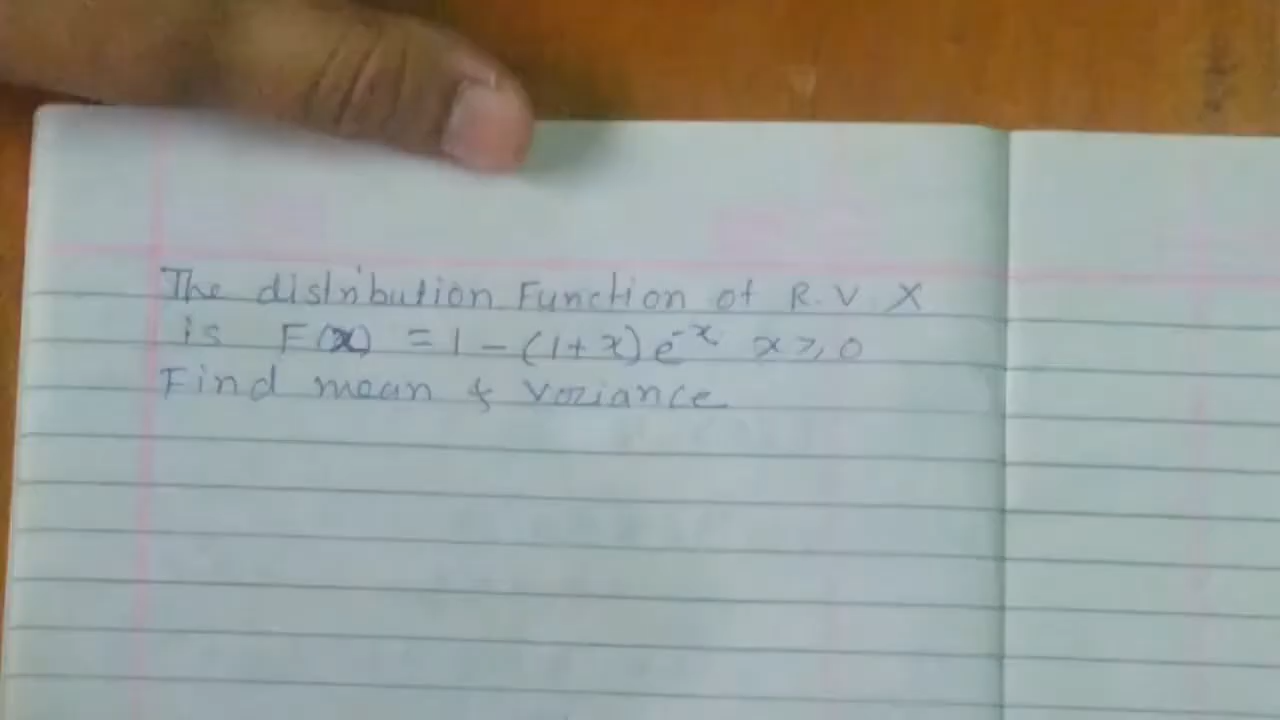 The distribution Function of R.V. X
is F(x) = 1 - (1+x) e^-x x ≥ 0
Find mean & variance